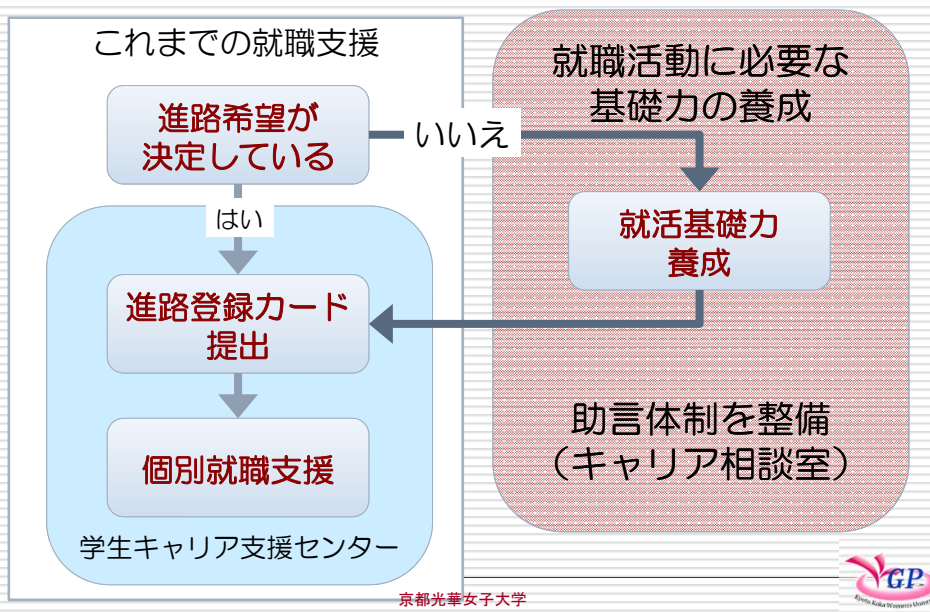 これまでの就職支援
進路希望が
決定している
はい
進路登録カード
提出
個別就職支援
学生キャリア支援センター
いいえ
就職活動に必要な
基礎力の養成
就活基礎力
養成
助言体制を整備
（キャリア相談室）
京都光華女子大学
GP